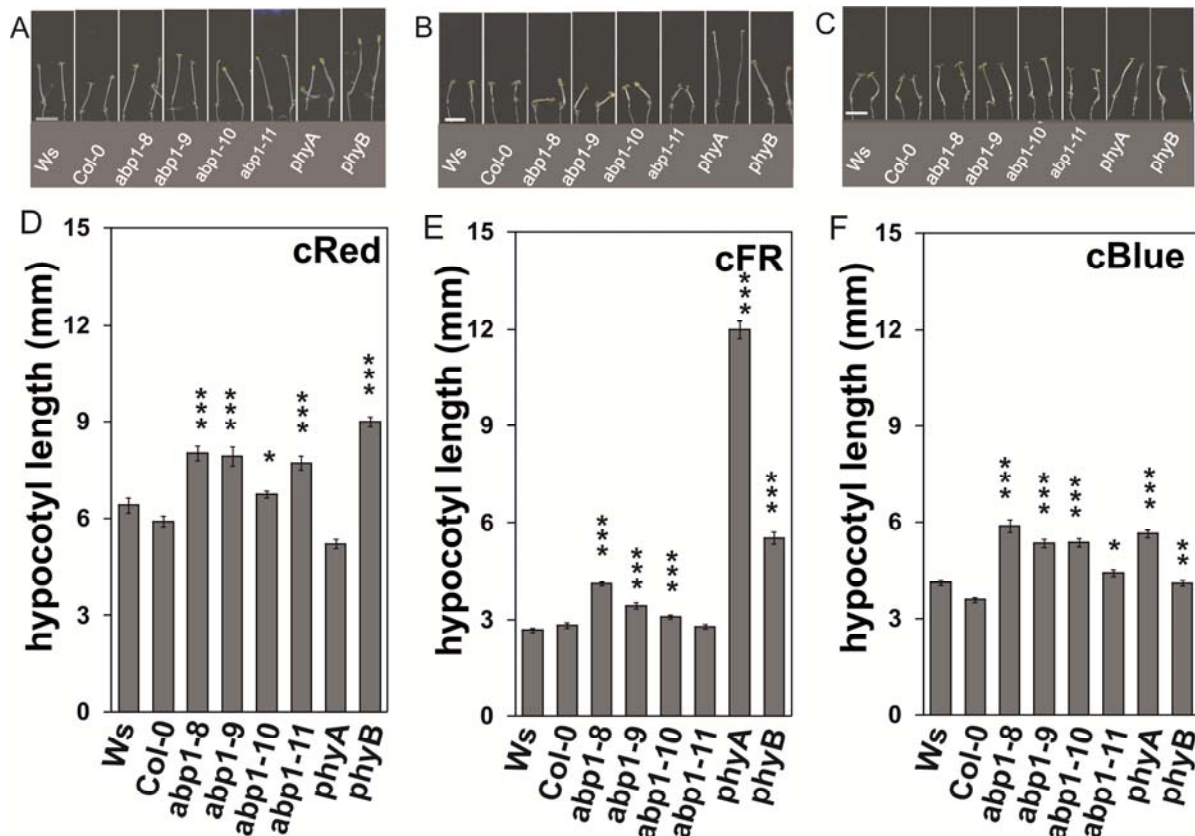 A
B
C
Ws Col-0 abp1-8 abp1-9 abp1-10 abp1-11 phyA phyB
Ws Col-0 abp1-8 abp1-9 abp1-10 abp1-11 phyA phyB
Ws Col-0 abp1-8 abp1-9 abp1-10 abp1-11 phyA phyB
D
cRed
hypocotyl length (mm)
15
12
9
6
3
0
***
***
*
***
***
Ws Col-0 abp1-8 abp1-9 abp1-10 abp1-11 phyA phyB
E
cFR
hypocotyl length (mm)
15
12
9
6
3
0
***
***
***
***
***
Ws Col-0 abp1-8 abp1-9 abp1-10 abp1-11 phyA phyB
F
cBlue
hypocotyl length (mm)
15
12
9
6
3
0
***
***
***
*
***
**
Ws Col-0 abp1-8 abp1-9 abp1-10 abp1-11 phyA phyB